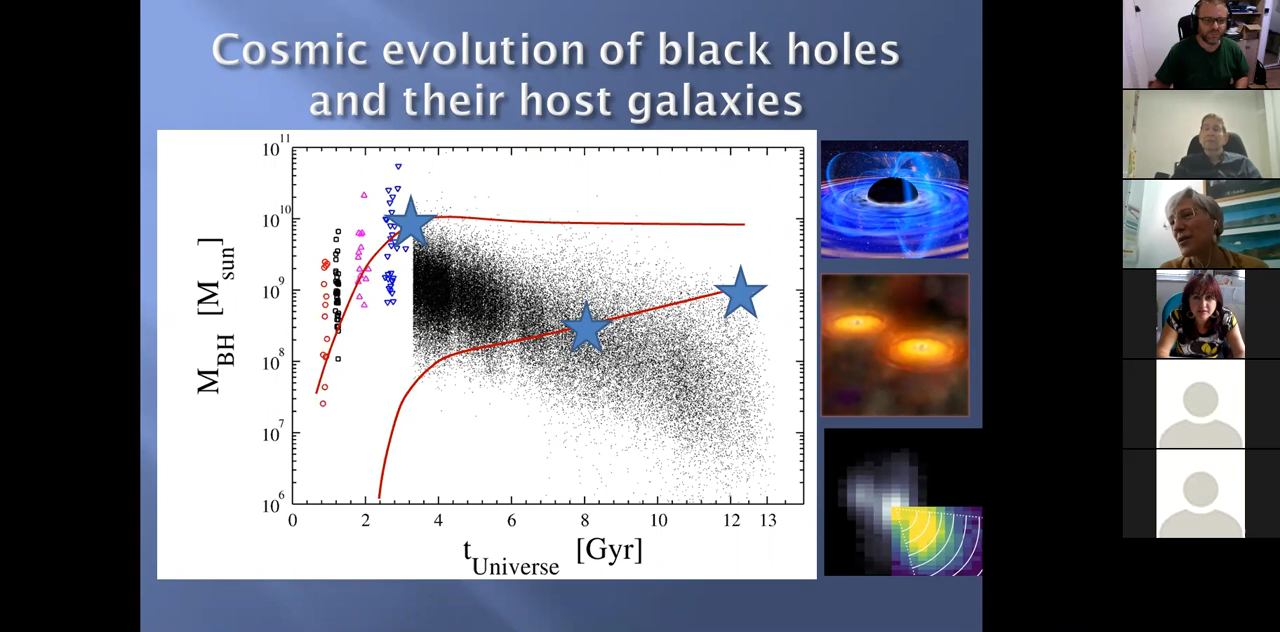 Cosmic evolution of black holes
and their host galaxies
10^11
10^10
10^9
10^8
10^7
10^6
M_BH [M_sun]
0 2 4 6 8 10 12 13
t_Universe [Gyr]